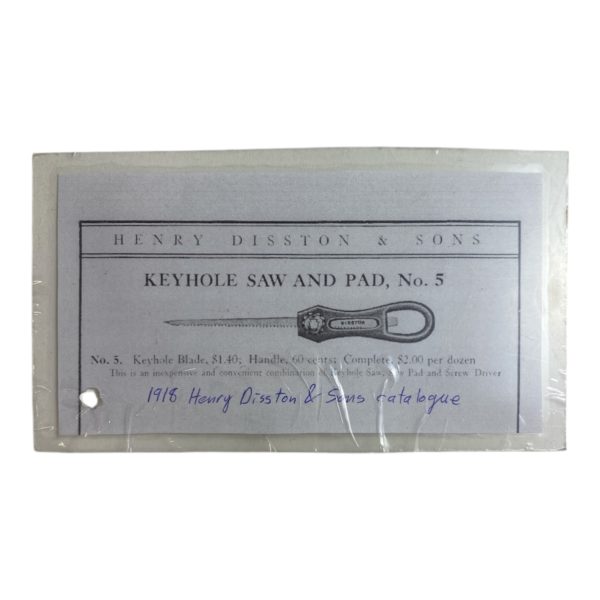 HENRY DISSTON & SONS
KEYHOLE SAW AND PAD, No. 5
DISSTON
No. 5. Keyhole Blade, $1.40; Handle, 60 cents; Complete, $2.00 per dozen
This is an inexpensive and convenient combination of Keyhole Saw, Saw Pad and Screw Driver
1918 Henry Disston & Sons catalogue